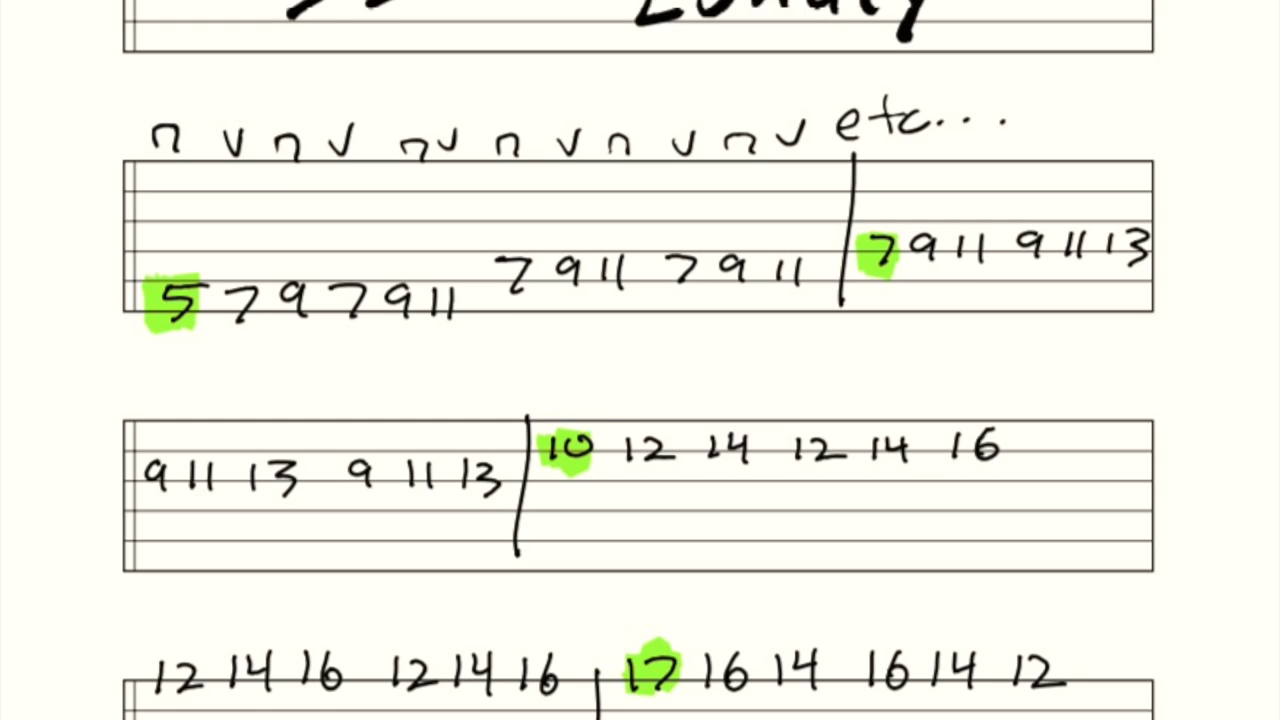 etc...
5 7 9 7 9 11 7 9 11 7 9 11 7 9 11 9 11 13
9 11 13 9 11 13 10 12 14 12 14 16
12 14 16 12 14 16 17 16 14 16 14 12